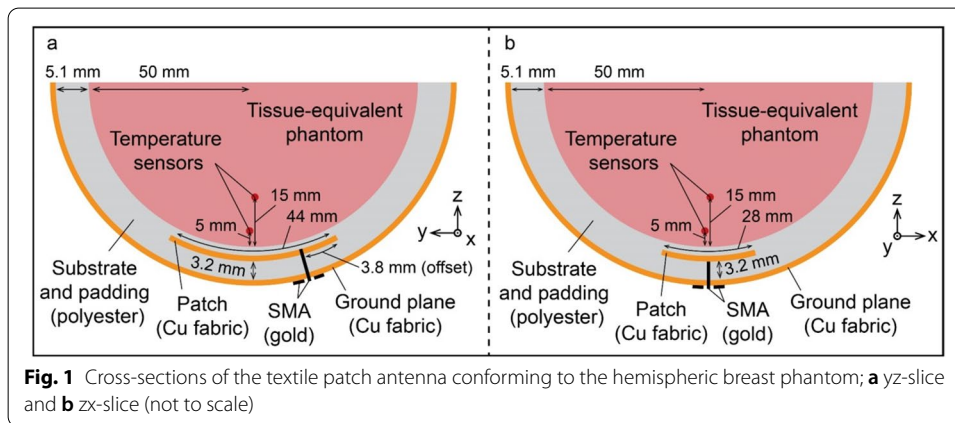 a
5.1 mm
50 mm
Tissue-equivalent
phantom
Temperature
sensors
15 mm
5 mm
44 mm
z
y
x
3.2 mm
3.8 mm (offset)
Substrate
and padding
(polyester)
Patch
(Cu fabric)
SMA
(gold)
Ground plane
(Cu fabric)
b
5.1 mm
50 mm
Tissue-equivalent
phantom
Temperature
sensors
15 mm
5 mm
28 mm
z
y
x
3.2 mm
Substrate
and padding
(polyester)
Patch
(Cu fabric)
SMA
(gold)
Ground plane
(Cu fabric)
Fig. 1 Cross-sections of the textile patch antenna conforming to the hemispheric breast phantom; a yz-slice
and b zx-slice (not to scale)